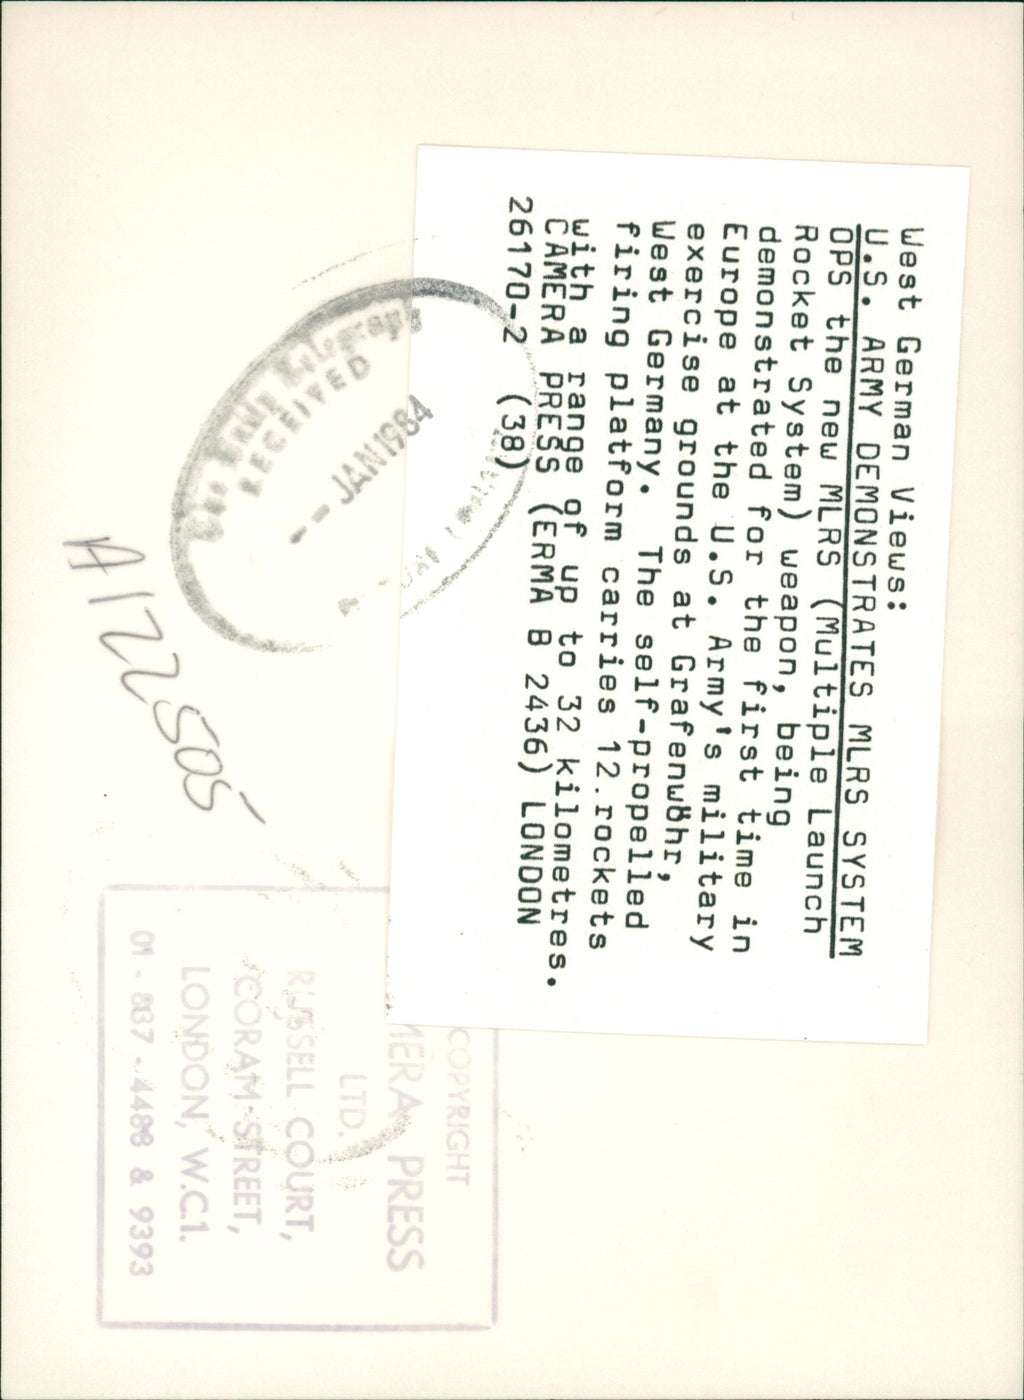 West German Views:
U.S. ARMY DEMONSTRATES MLRS SYSTEM
OPS the new MLRS (Multiple Launch
Rocket System) weapon, being
demonstrated for the first time in
Europe at the U.S. Army's military
exercise grounds at Grafenwöhr,
West Germany. The self-propelled
firing platform carries 12.rockets
with a range of up to 32 kilometres.
CAMERA PRESS (ERMA B 2436) LONDON
26170-2 (38)
Daily Telegraph
RECEIVED
-- JAN 1984
A122505
COPYRIGHT
MERA PRESS
LTD.
RUSSELL COURT,
CORAM STREET,
LONDON, W.C.1.
01 - 837 - 4488 & 9393